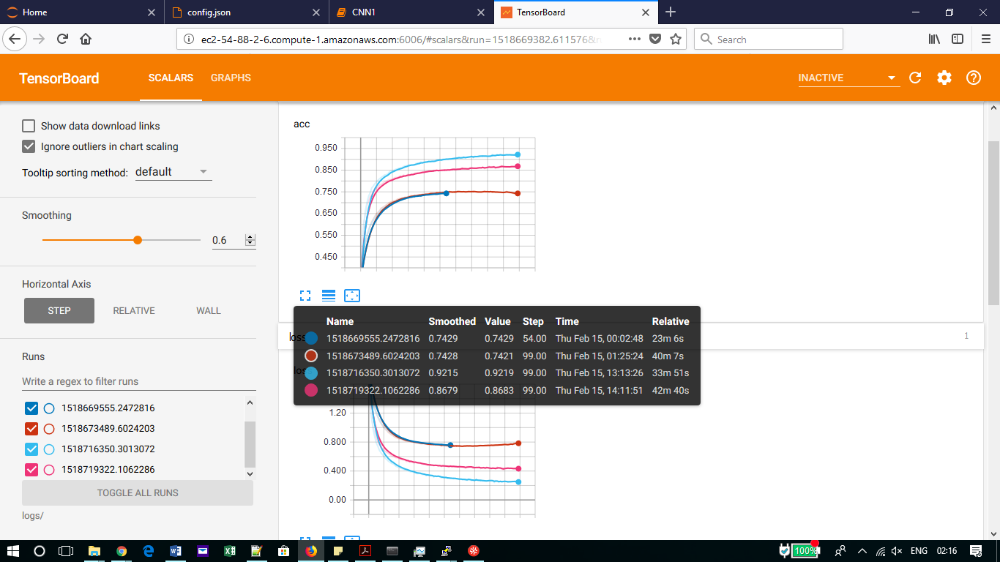 Home
config.json
CNN1
TensorBoard
ec2-54-88-2-6.compute-1.amazonaws.com:6006/#scalars&run=1518669382.611576&r
Search
TensorBoard
SCALARS
GRAPHS
INACTIVE
Show data download links
Ignore outliers in chart scaling
Tooltip sorting method: default
Smoothing
0.6
Horizontal Axis
STEP
RELATIVE
WALL
Runs
Write a regex to filter runs
1518669555.2472816
1518673489.6024203
1518716350.3013072
1518719322.1062286
TOGGLE ALL RUNS
logs/
acc
0.950
0.850
0.750
0.650
0.550
0.450
Name Smoothed Value Step Time Relative
1518669555.2472816 0.7429 0.7429 54.00 Thu Feb 15, 00:02:48 23m 6s
1518673489.6024203 0.7428 0.7421 99.00 Thu Feb 15, 01:25:24 40m 7s
1518716350.3013072 0.9215 0.9219 99.00 Thu Feb 15, 13:13:26 33m 51s
1518719322.1062286 0.8679 0.8683 99.00 Thu Feb 15, 14:11:51 42m 40s
1
1.20
0.800
0.400
0.00
100%
ENG
02:16